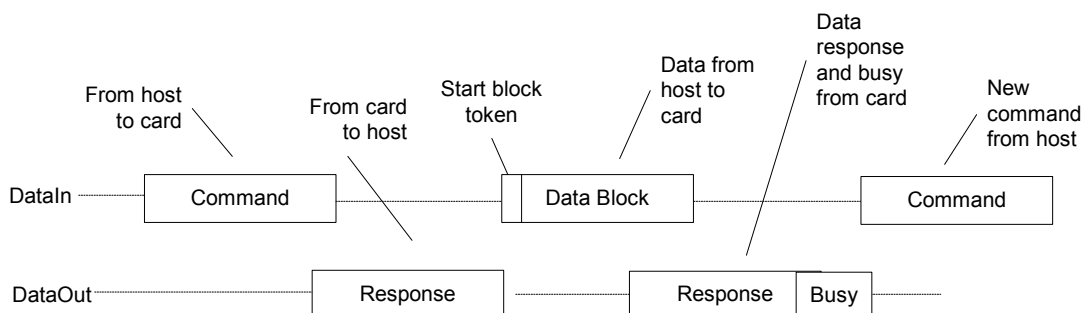 From host
to card
From card
to host
Start block
token
Data from
host to
card
Data
response
and busy
from card
New
command
from host
DataIn
Command
Data Block
Command
DataOut
Response
Response
Busy